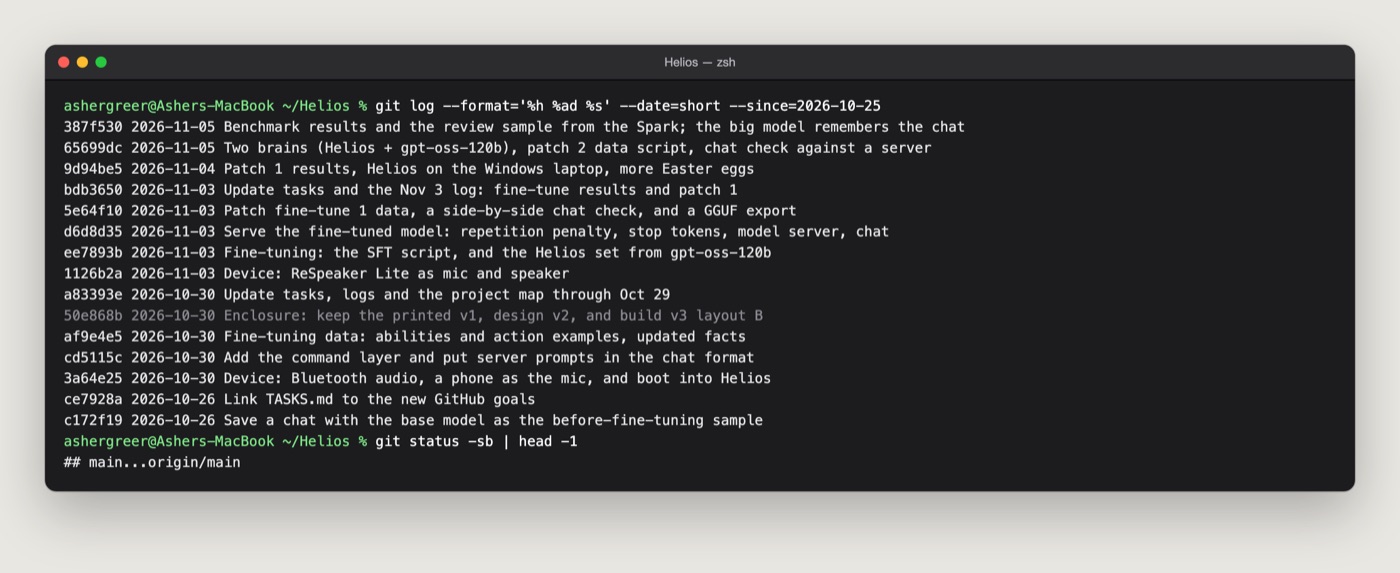 Helios — zsh
ashergreer@Ashers-MacBook ~/Helios % git log --format='%h %ad %s' --date=short --since=2026-10-25
387f530 2026-11-05 Benchmark results and the review sample from the Spark; the big model remembers the chat
65699dc 2026-11-05 Two brains (Helios + gpt-oss-120b), patch 2 data script, chat check against a server
9d94be5 2026-11-04 Patch 1 results, Helios on the Windows laptop, more Easter eggs
bdb3650 2026-11-03 Update tasks and the Nov 3 log: fine-tune results and patch 1
5e64f10 2026-11-03 Patch fine-tune 1 data, a side-by-side chat check, and a GGUF export
d6d8d35 2026-11-03 Serve the fine-tuned model: repetition penalty, stop tokens, model server, chat
ee7893b 2026-11-03 Fine-tuning: the SFT script, and the Helios set from gpt-oss-120b
1126b2a 2026-11-03 Device: ReSpeaker Lite as mic and speaker
a83393e 2026-10-30 Update tasks, logs and the project map through Oct 29
50e868b 2026-10-30 Enclosure: keep the printed v1, design v2, and build v3 layout B
af9e4e5 2026-10-30 Fine-tuning data: abilities and action examples, updated facts
cd5115c 2026-10-30 Add the command layer and put server prompts in the chat format
3a64e25 2026-10-30 Device: Bluetooth audio, a phone as the mic, and boot into Helios
ce7928a 2026-10-26 Link TASKS.md to the new GitHub goals
c172f19 2026-10-26 Save a chat with the base model as the before-fine-tuning sample
ashergreer@Ashers-MacBook ~/Helios % git status -sb | head -1
## main...origin/main